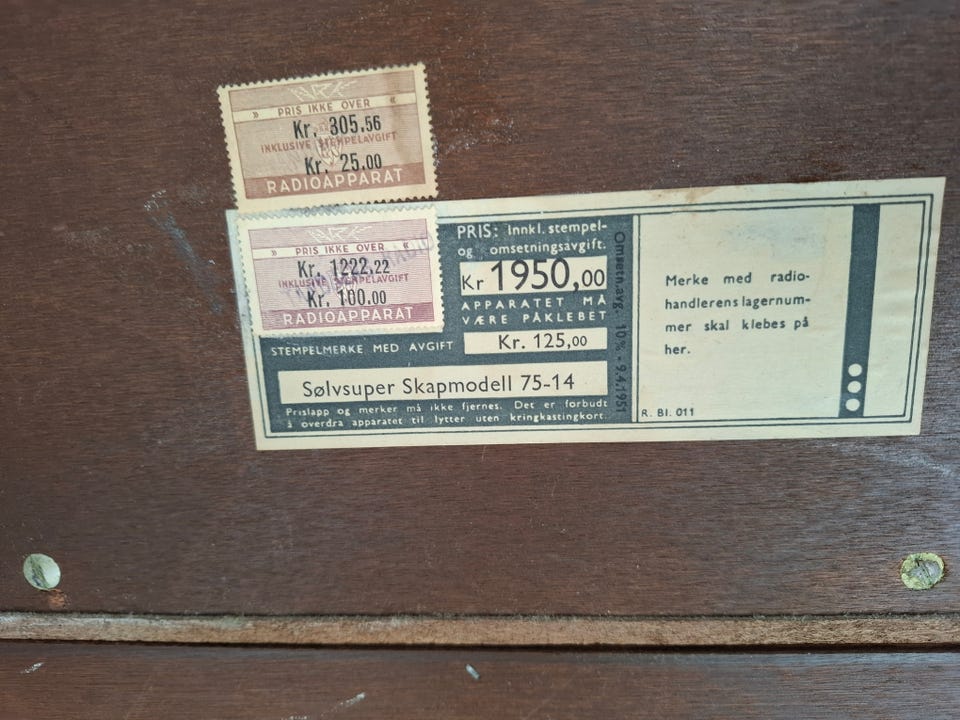 » PRIS IKKE OVER «
Kr. 305.56
INKLUSIVE STEMPELAVGIFT
Kr. 25.00
RADIOAPPARAT
» PRIS IKKE OVER «
Kr. 1222.22
INKLUSIVE STEMPELAVGIFT
Kr. 100.00
RADIOAPPARAT
PRIS: Innkl. stempel-
og omsetningsavgift.
Kr 1950,00
APPARATET MÅ
VÆRE PÅKLEBET
STEMPELMERKE MED AVGIFT Kr. 125,00
Sølvsuper Skapmodell 75-14
Prislapp og merker må ikke fjernes. Det er forbudt
å overdra apparatet til lytter uten kringkastingkort.
Omsetn.avg. 10% - 9.4.1951
Merke med radio-
handlerens lagernum-
mer skal klebes på
her.
R. Bl. 011